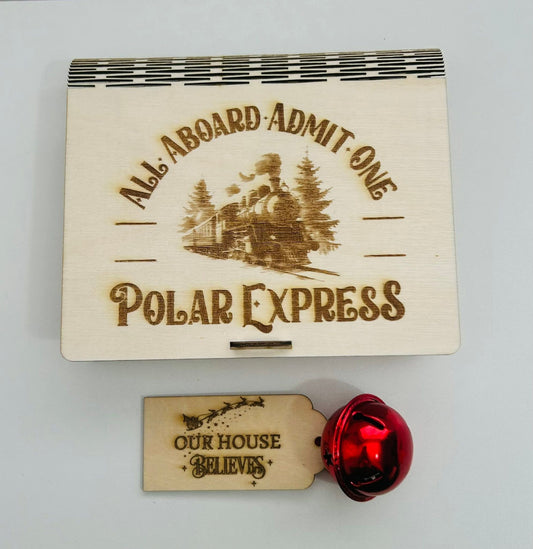 ALL·ABOARD·ADMIT·ONE
POLAR EXPRESS
OUR HOUSE
BELIEVES